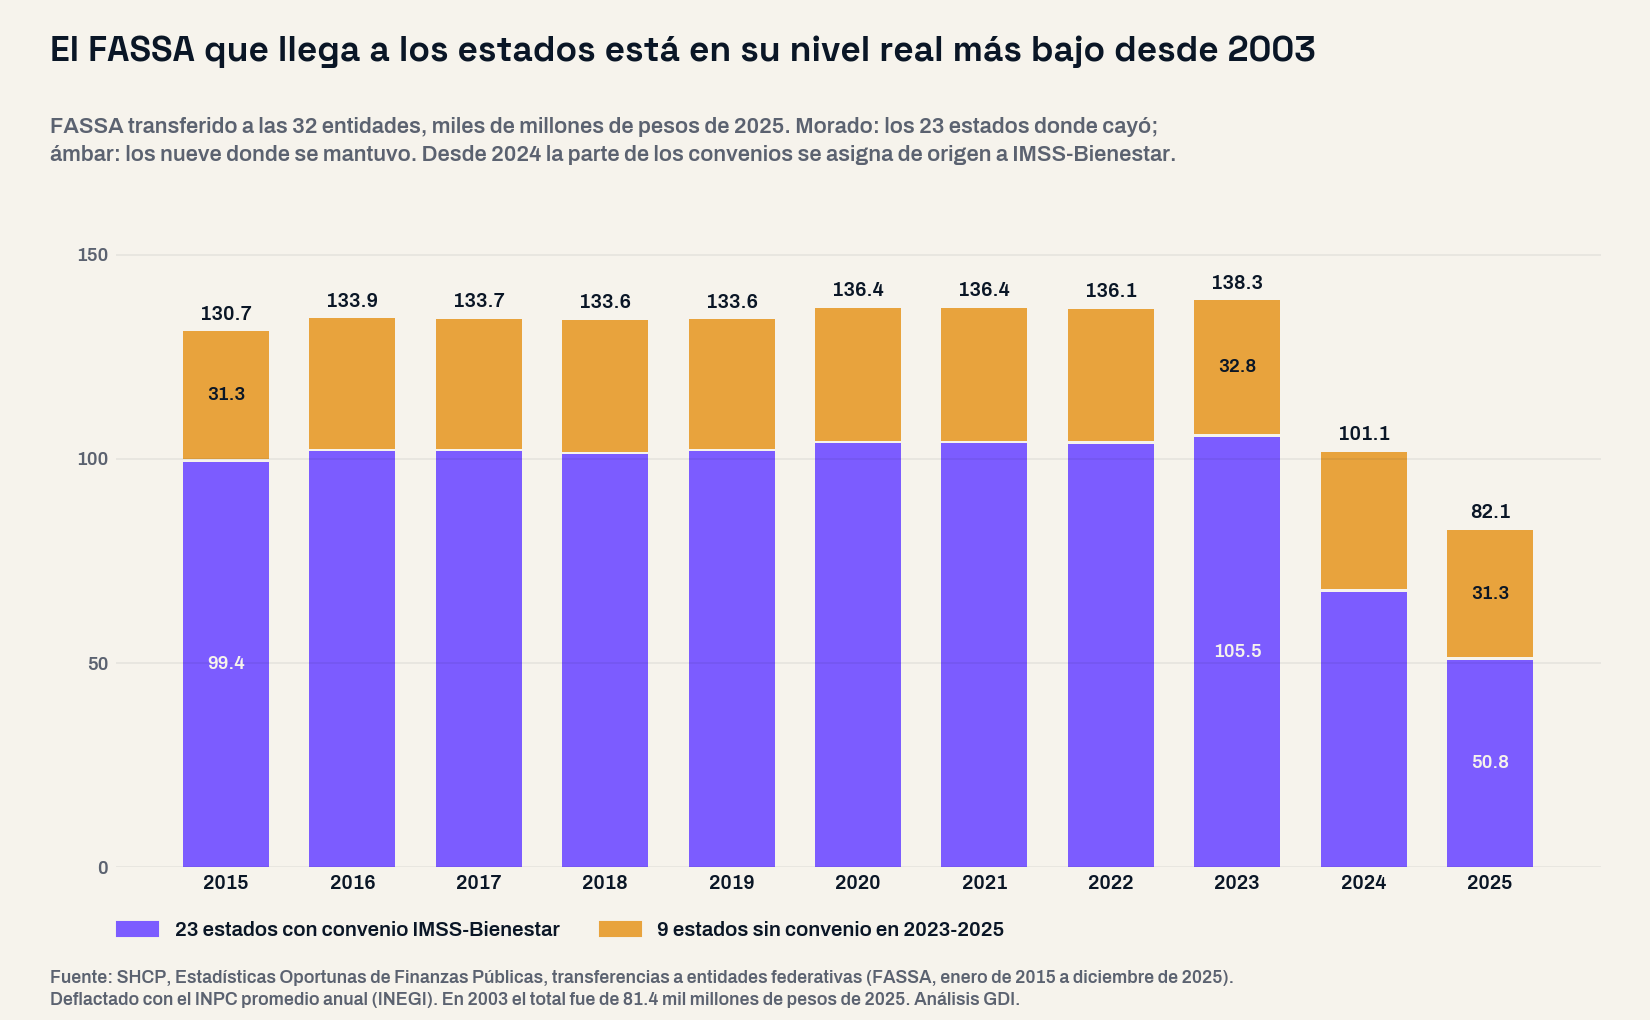 El FASSA que llega a los estados está en su nivel real más bajo desde 2003
FASSA transferido a las 32 entidades, miles de millones de pesos de 2025. Morado: los 23 estados donde cayó;
ámbar: los nueve donde se mantuvo. Desde 2024 la parte de los convenios se asigna de origen a IMSS-Bienestar.
150
100
50
0
130.7
133.9
133.7
133.6
133.6
136.4
136.4
136.1
138.3
101.1
82.1
31.3
32.8
31.3
99.4
105.5
50.8
2015 2016 2017 2018 2019 2020 2021 2022 2023 2024 2025
23 estados con convenio IMSS-Bienestar
9 estados sin convenio en 2023-2025
Fuente: SHCP, Estadísticas Oportunas de Finanzas Públicas, transferencias a entidades federativas (FASSA, enero de 2015 a diciembre de 2025).
Deflactado con el INPC promedio anual (INEGI). En 2003 el total fue de 81.4 mil millones de pesos de 2025. Análisis GDI.